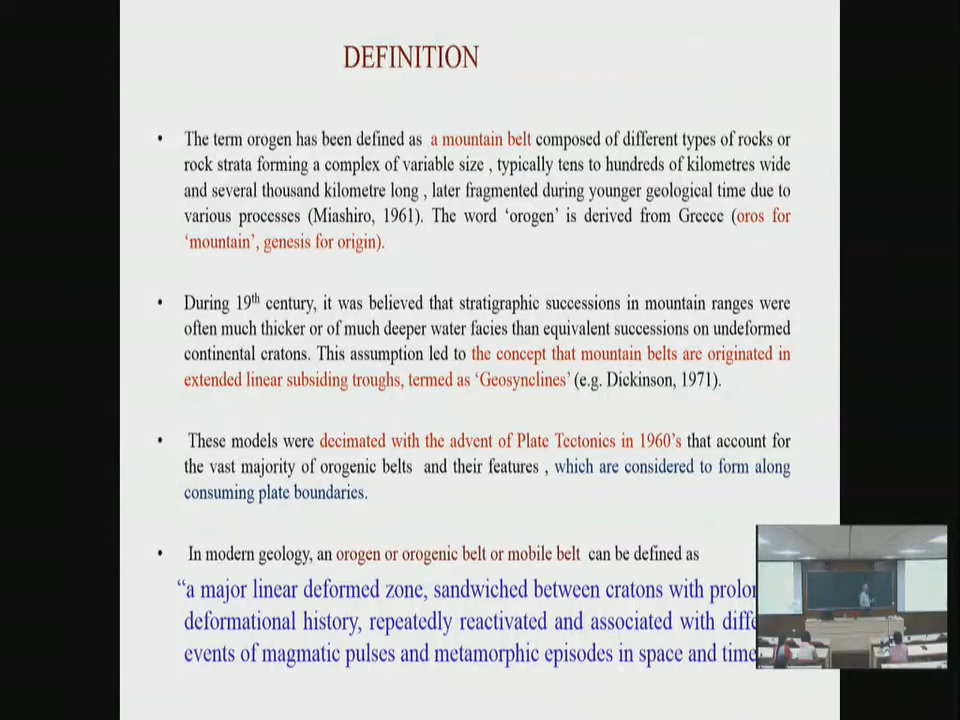 DEFINITION
• The term orogen has been defined as a mountain belt composed of different types of rocks or
rock strata forming a complex of variable size , typically tens to hundreds of kilometres wide
and several thousand kilometre long , later fragmented during younger geological time due to
various processes (Miashiro, 1961). The word ‘orogen’ is derived from Greece (oros for
‘mountain’, genesis for origin).
• During 19th century, it was believed that stratigraphic successions in mountain ranges were
often much thicker or of much deeper water facies than equivalent successions on undeformed
continental cratons. This assumption led to the concept that mountain belts are originated in
extended linear subsiding troughs, termed as ‘Geosynclines’ (e.g. Dickinson, 1971).
• These models were decimated with the advent of Plate Tectonics in 1960’s that account for
the vast majority of orogenic belts and their features , which are considered to form along
consuming plate boundaries.
• In modern geology, an orogen or orogenic belt or mobile belt can be defined as
“a major linear deformed zone, sandwiched between cratons with
deformational history, repeatedly reactivated and associated with
events of magmatic pulses and metamorphic episodes in space and time